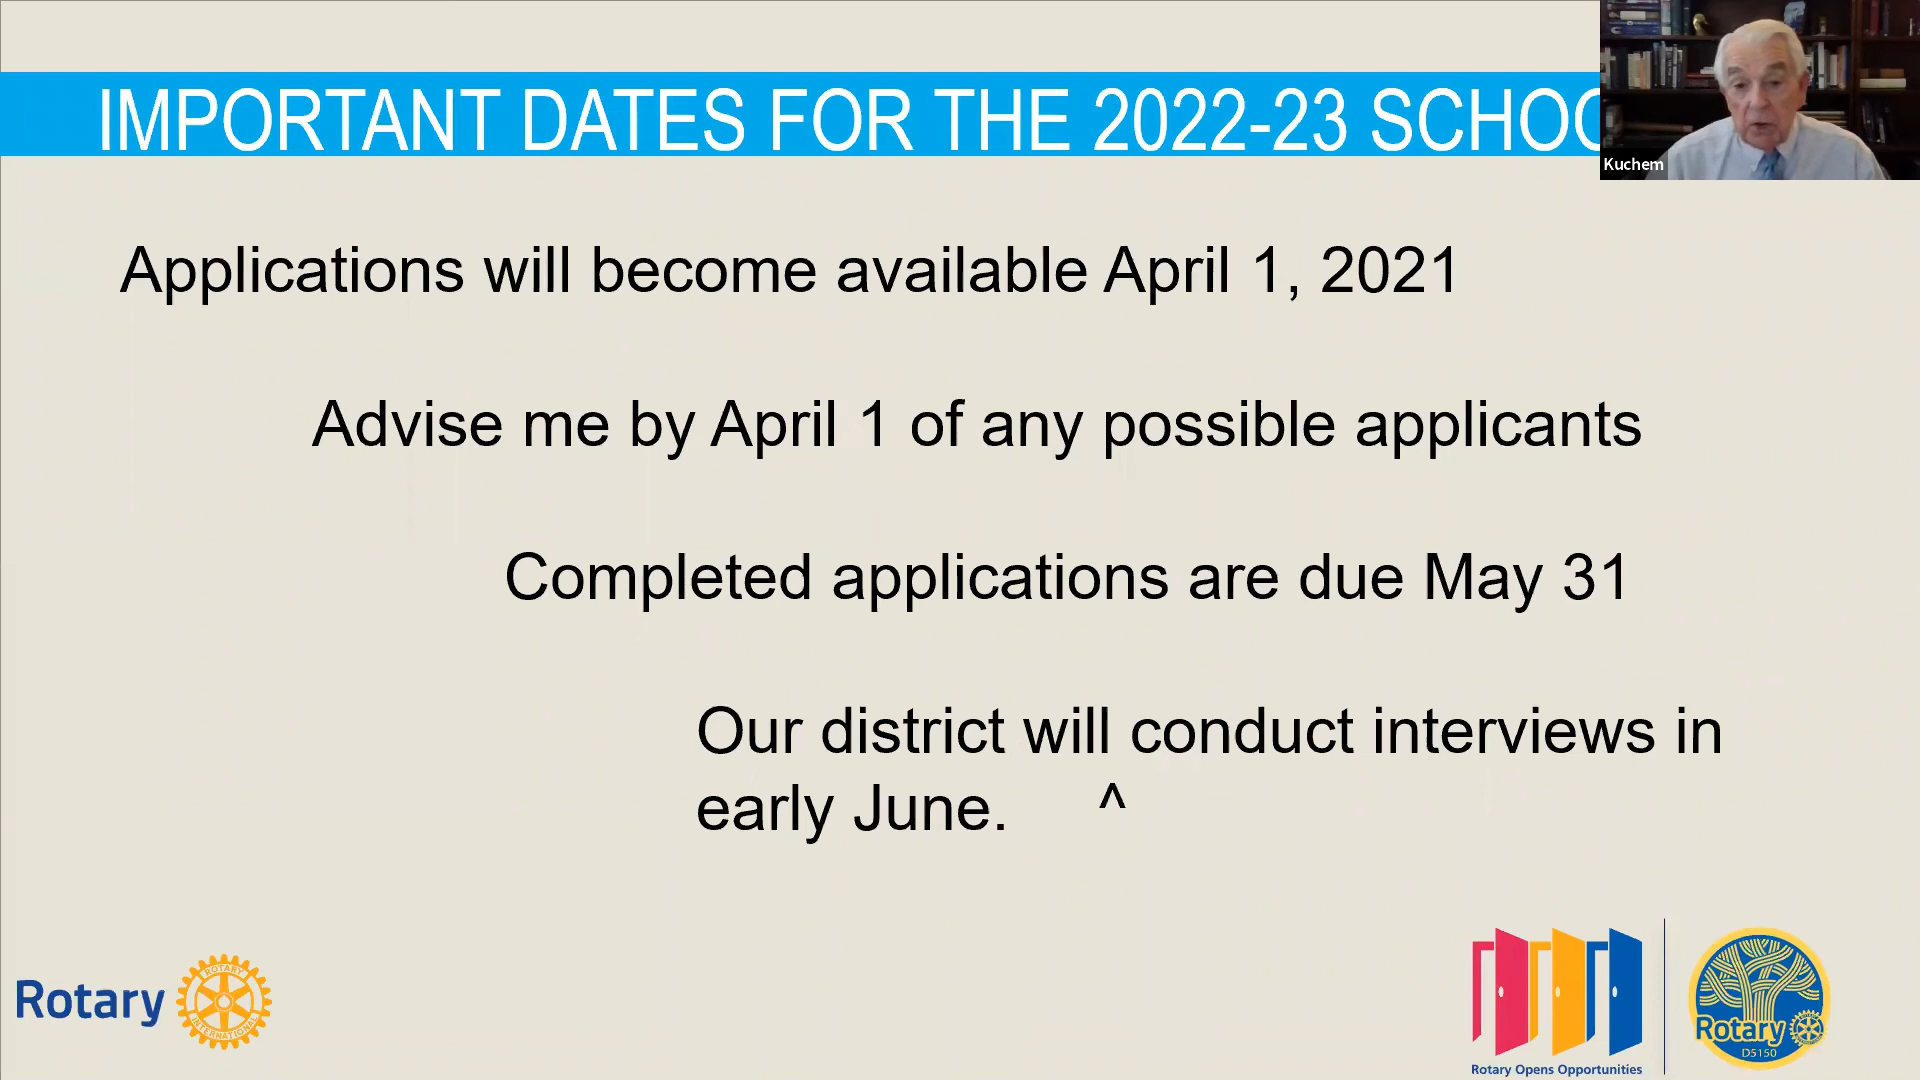 IMPORTANT DATES FOR THE 2022-23 SCHOO
Kuchem
Applications will become available April 1, 2021
Advise me by April 1 of any possible applicants
Completed applications are due May 31
Our district will conduct interviews in
early June. ^
Rotary
ROTARY
INTERNATIONAL
Rotary Opens Opportunities
Rotary
D5150